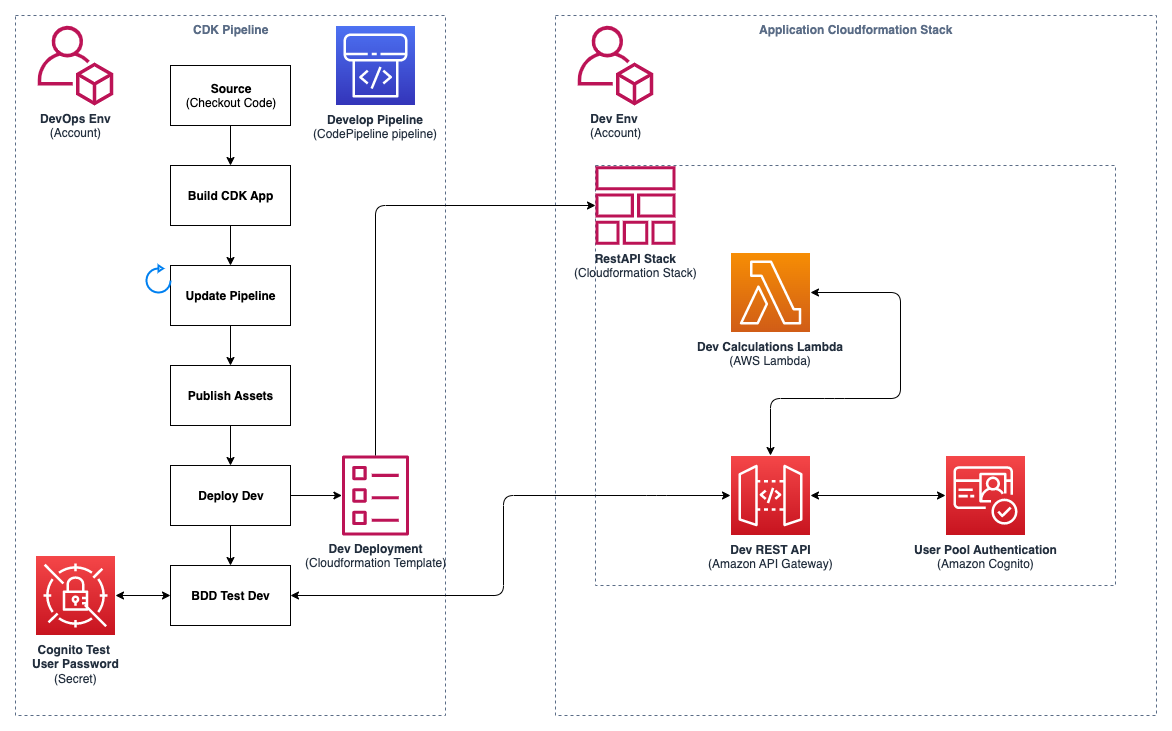 CDK Pipeline
DevOps Env
(Account)
Source
(Checkout Code)
Develop Pipeline
(CodePipeline pipeline)
Build CDK App
Update Pipeline
Publish Assets
Deploy Dev
Dev Deployment
(Cloudformation Template)
BDD Test Dev
Cognito Test
User Password
(Secret)
Application Cloudformation Stack
Dev Env
(Account)
RestAPI Stack
(Cloudformation Stack)
Dev Calculations Lambda
(AWS Lambda)
Dev REST API
(Amazon API Gateway)
User Pool Authentication
(Amazon Cognito)